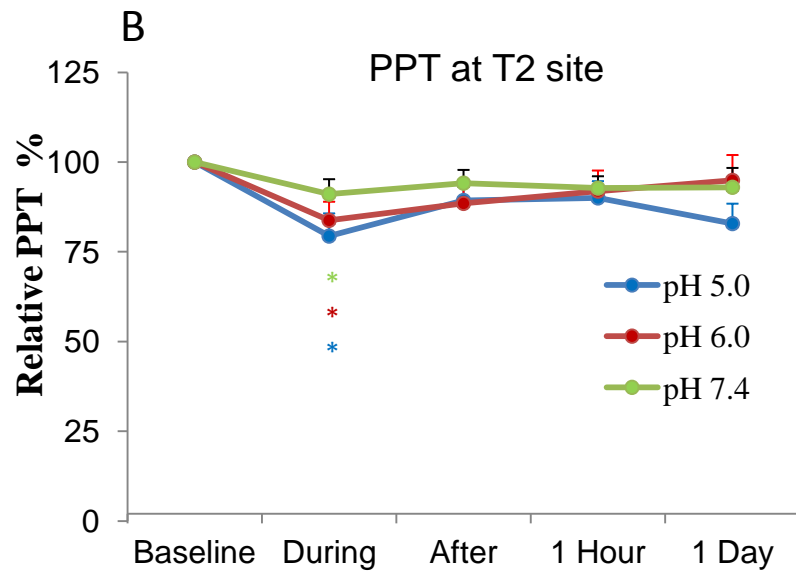 B
PPT at T2 site
Relative PPT %
125
100
75
50
25
0
*
*
*
pH 5.0
pH 6.0
pH 7.4
Baseline During After 1 Hour 1 Day